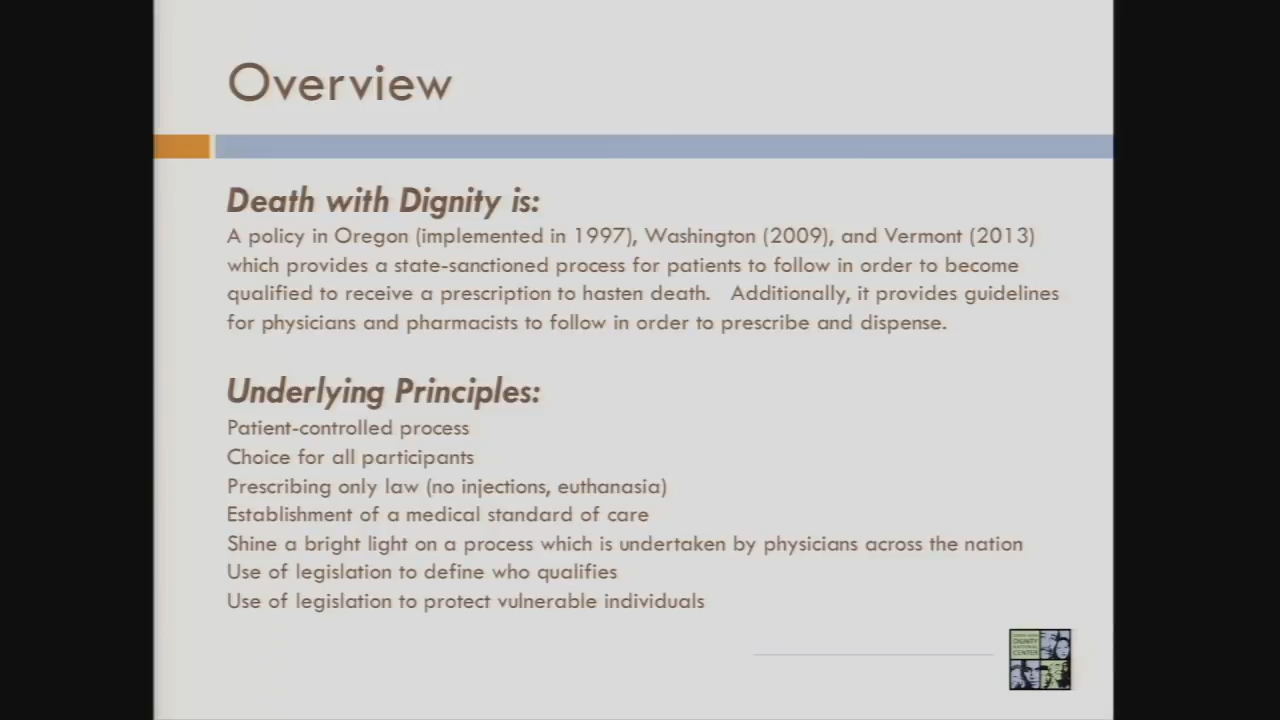 Overview
Death with Dignity is:
A policy in Oregon (implemented in 1997), Washington (2009), and Vermont (2013)
which provides a state-sanctioned process for patients to follow in order to become
qualified to receive a prescription to hasten death. Additionally, it provides guidelines
for physicians and pharmacists to follow in order to prescribe and dispense.
Underlying Principles:
Patient-controlled process
Choice for all participants
Prescribing only law (no injections, euthanasia)
Establishment of a medical standard of care
Shine a bright light on a process which is undertaken by physicians across the nation
Use of legislation to define who qualifies
Use of legislation to protect vulnerable individuals
DIGNITY
NATIONAL
CENTER